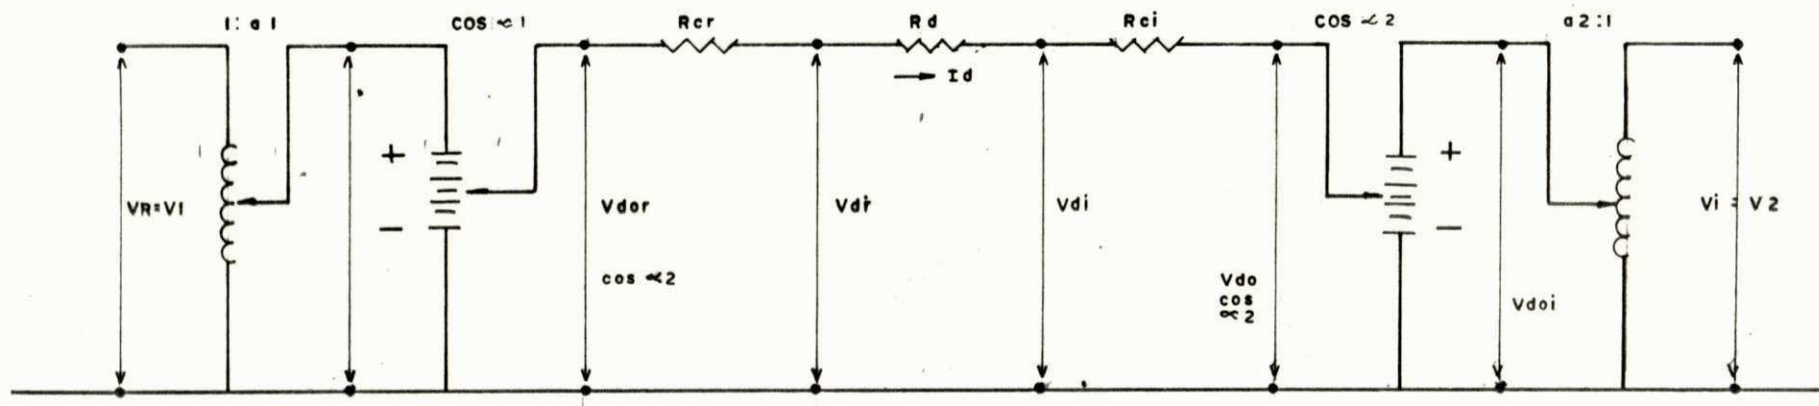 1:a1
COS ∝ 1
Rcr
Rd
Rci
COS ∝ 2
a2:1
Id
+
+
VR=V1
Vdor
Vdr
Vdi
Vi = V2
−
−
cos ∝2
Vdo
cos
∝2
Vdoi